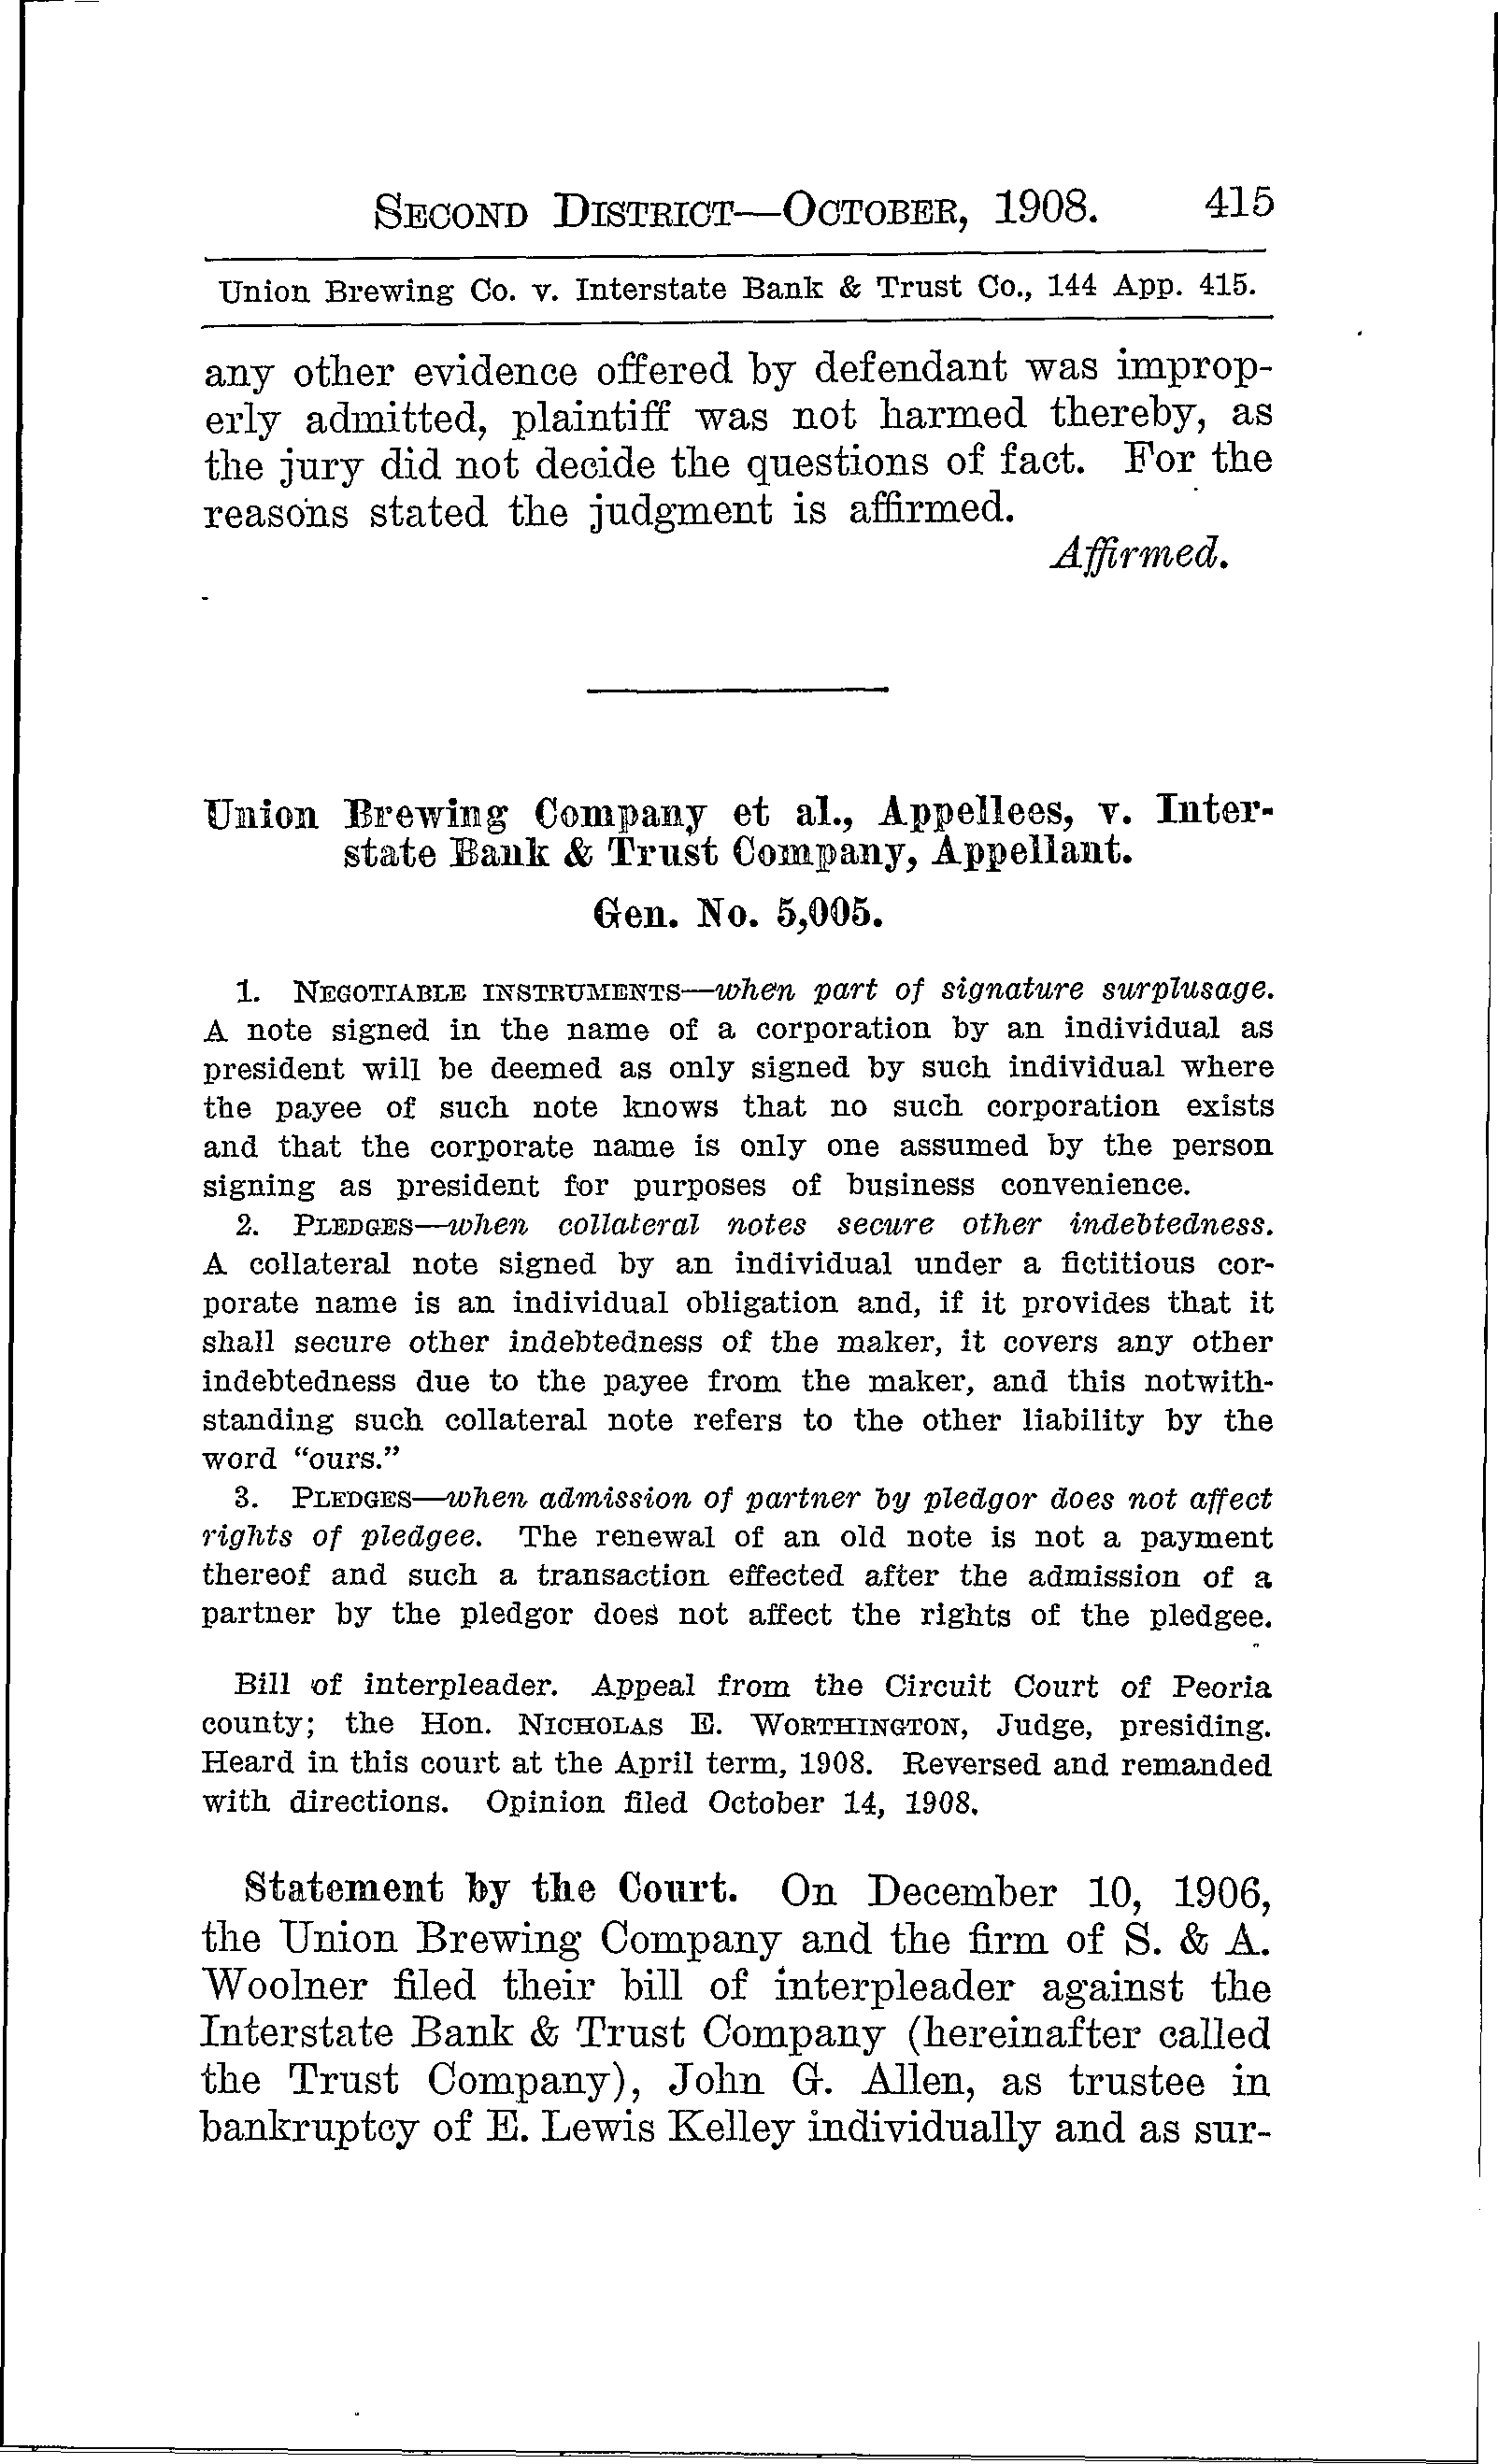 SECOND DISTRICT—OCTOBER, 1908. 415
Union Brewing Co. v. Interstate Bank & Trust Co., 144 App. 415.
any other evidence offered by defendant was improp-
erly admitted, plaintiff was not harmed thereby, as
the jury did not decide the questions of fact. For the
reasons stated the judgment is affirmed.
Affirmed.
Union Brewing Company et al., Appellees, v. Inter-
state Bank & Trust Company, Appellant.
Gen. No. 5,005.
1. NEGOTIABLE INSTRUMENTS—when part of signature surplusage.
A note signed in the name of a corporation by an individual as
president will be deemed as only signed by such individual where
the payee of such note knows that no such corporation exists
and that the corporate name is only one assumed by the person
signing as president for purposes of business convenience.
2. PLEDGES—when collateral notes secure other indebtedness.
A collateral note signed by an individual under a fictitious cor-
porate name is an individual obligation and, if it provides that it
shall secure other indebtedness of the maker, it covers any other
indebtedness due to the payee from the maker, and this notwith-
standing such collateral note refers to the other liability by the
word “ours.”
3. PLEDGES—when admission of partner by pledgor does not affect
rights of pledgee. The renewal of an old note is not a payment
thereof and such a transaction effected after the admission of a
partner by the pledgor does not affect the rights of the pledgee.
Bill of interpleader. Appeal from the Circuit Court of Peoria
county; the Hon. NICHOLAS E. WORTHINGTON, Judge, presiding.
Heard in this court at the April term, 1908. Reversed and remanded
with directions. Opinion filed October 14, 1908.
Statement by the Court. On December 10, 1906,
the Union Brewing Company and the firm of S. & A.
Woolner filed their bill of interpleader against the
Interstate Bank & Trust Company (hereinafter called
the Trust Company), John G. Allen, as trustee in
bankruptcy of E. Lewis Kelley individually and as sur-